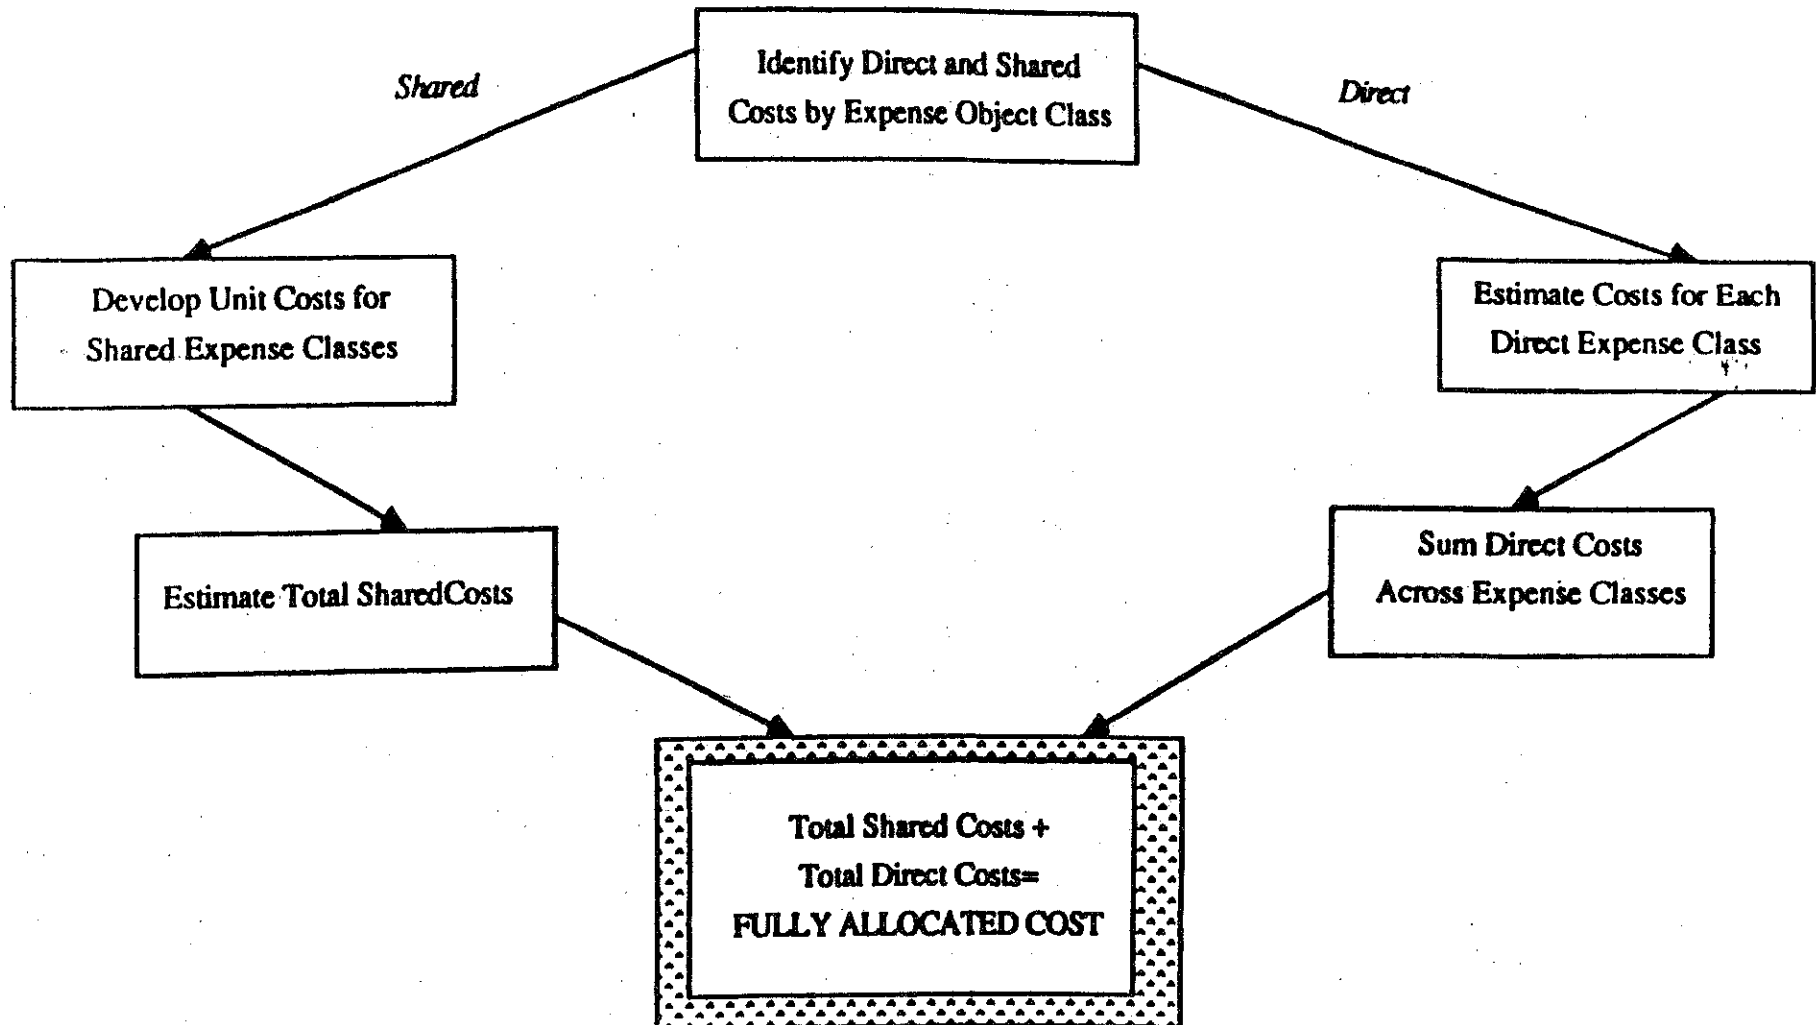 Identify Direct and Shared
Costs by Expense Object Class
Shared
Direct
Develop Unit Costs for
Shared Expense Classes
Estimate Costs for Each
Direct Expense Class
Estimate Total SharedCosts
Sum Direct Costs
Across Expense Classes
Total Shared Costs +
Total Direct Costs=
FULLY ALLOCATED COST